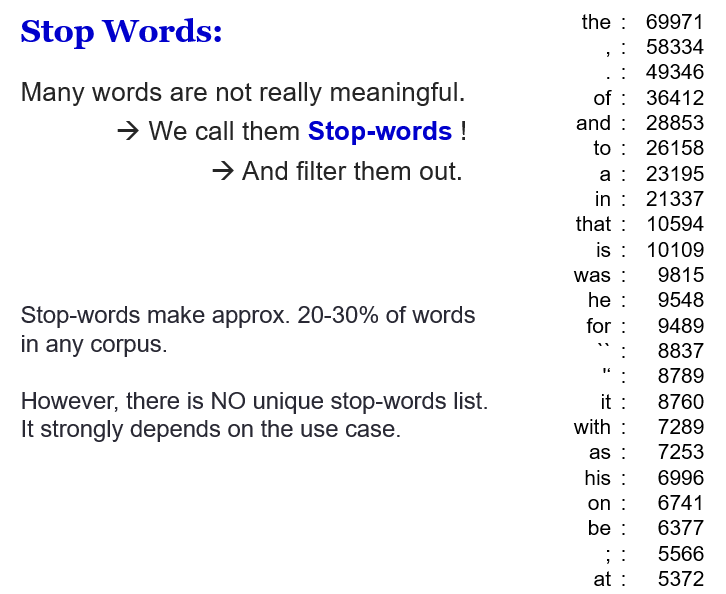 Stop Words:
Many words are not really meaningful.
→ We call them Stop-words !
→ And filter them out.
Stop-words make approx. 20-30% of words
in any corpus.
However, there is NO unique stop-words list.
It strongly depends on the use case.
the : 69971
, : 58334
. : 49346
of : 36412
and : 28853
to : 26158
a : 23195
in : 21337
that : 10594
is : 10109
was : 9815
he : 9548
for : 9489
`` : 8837
'‘ : 8789
it : 8760
with : 7289
as : 7253
his : 6996
on : 6741
be : 6377
; : 5566
at : 5372